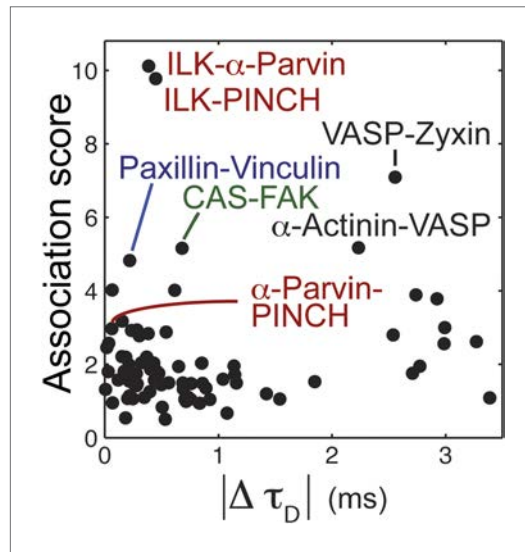 10
8
6
4
2
0
Association score
ILK-α-Parvin
ILK-PINCH
VASP-Zyxin
Paxillin-Vinculin
CAS-FAK
α-Actinin-VASP
α-Parvin-
PINCH
0 1 2 3
|Δ τD| (ms)